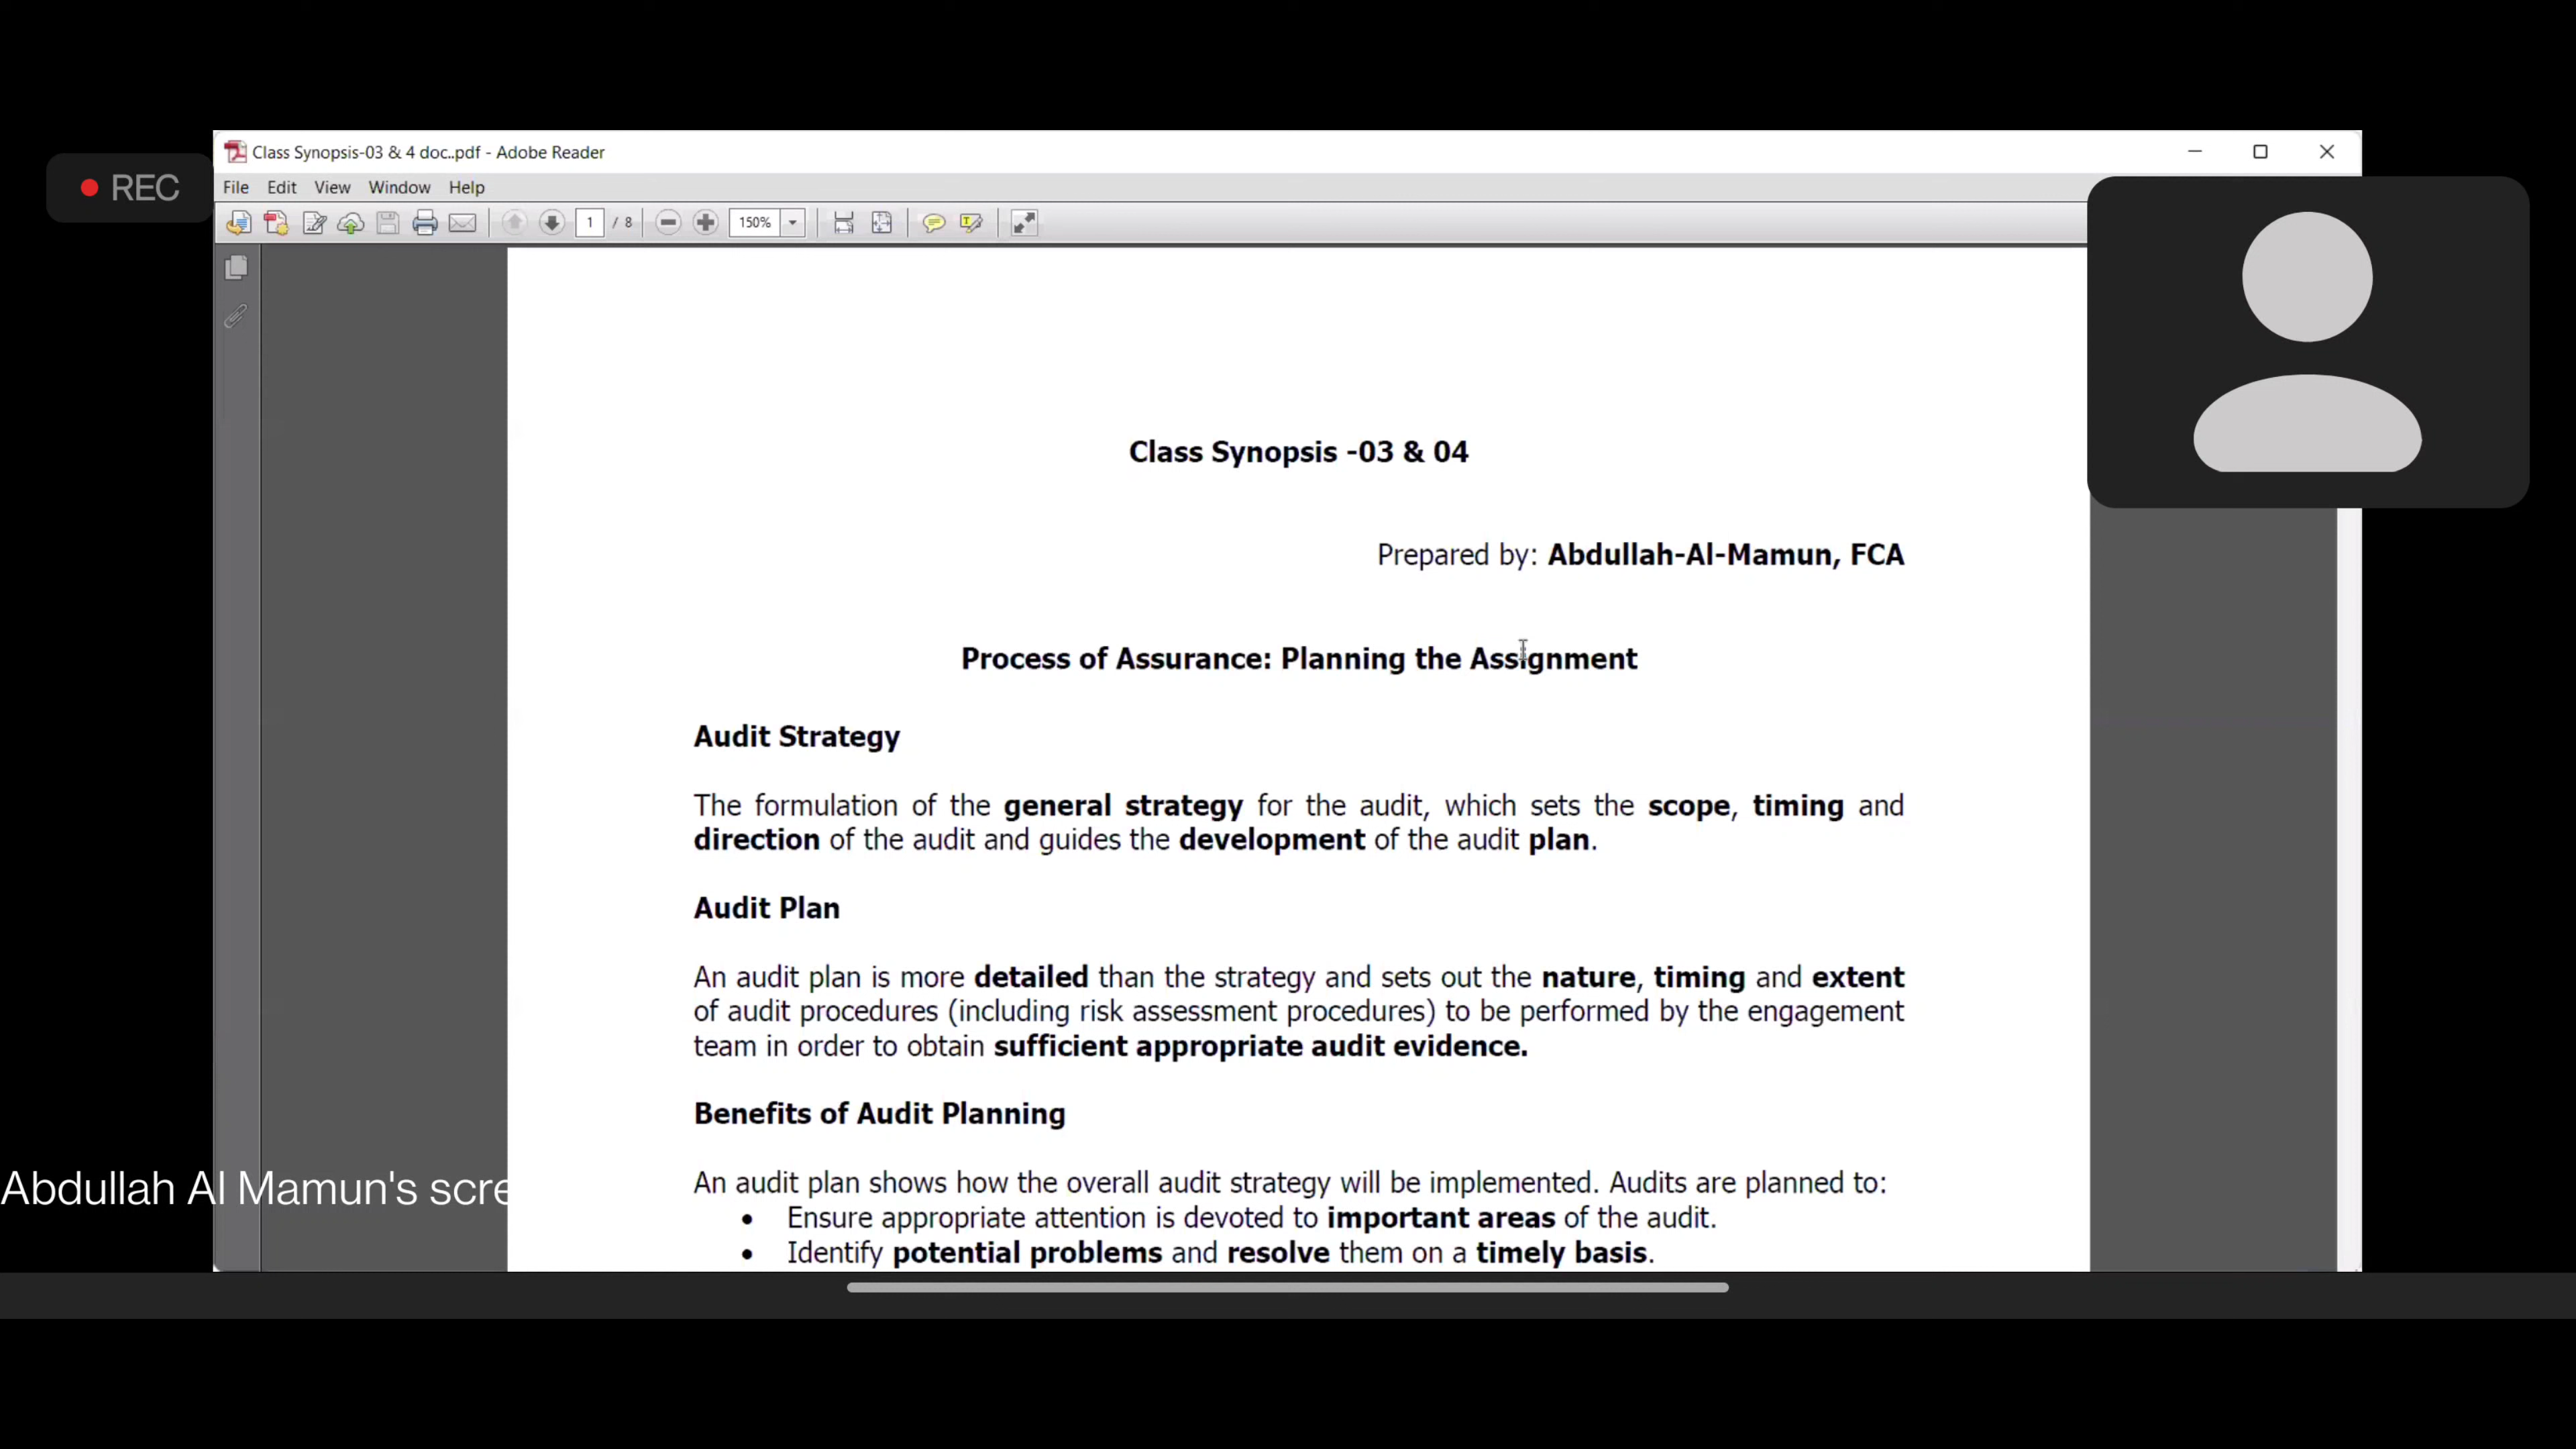 Class Synopsis-03 & 4 doc..pdf - Adobe Reader
REC
File Edit View Window Help
1 / 8 150%
Class Synopsis -03 & 04
Prepared by: Abdullah-Al-Mamun, FCA
Process of Assurance: Planning the Assignment
Audit Strategy
The formulation of the general strategy for the audit, which sets the scope, timing and
direction of the audit and guides the development of the audit plan.
Audit Plan
An audit plan is more detailed than the strategy and sets out the nature, timing and extent
of audit procedures (including risk assessment procedures) to be performed by the engagement
team in order to obtain sufficient appropriate audit evidence.
Benefits of Audit Planning
An audit plan shows how the overall audit strategy will be implemented. Audits are planned to:
Abdullah Al Mamun's scre
• Ensure appropriate attention is devoted to important areas of the audit.
• Identify potential problems and resolve them on a timely basis.